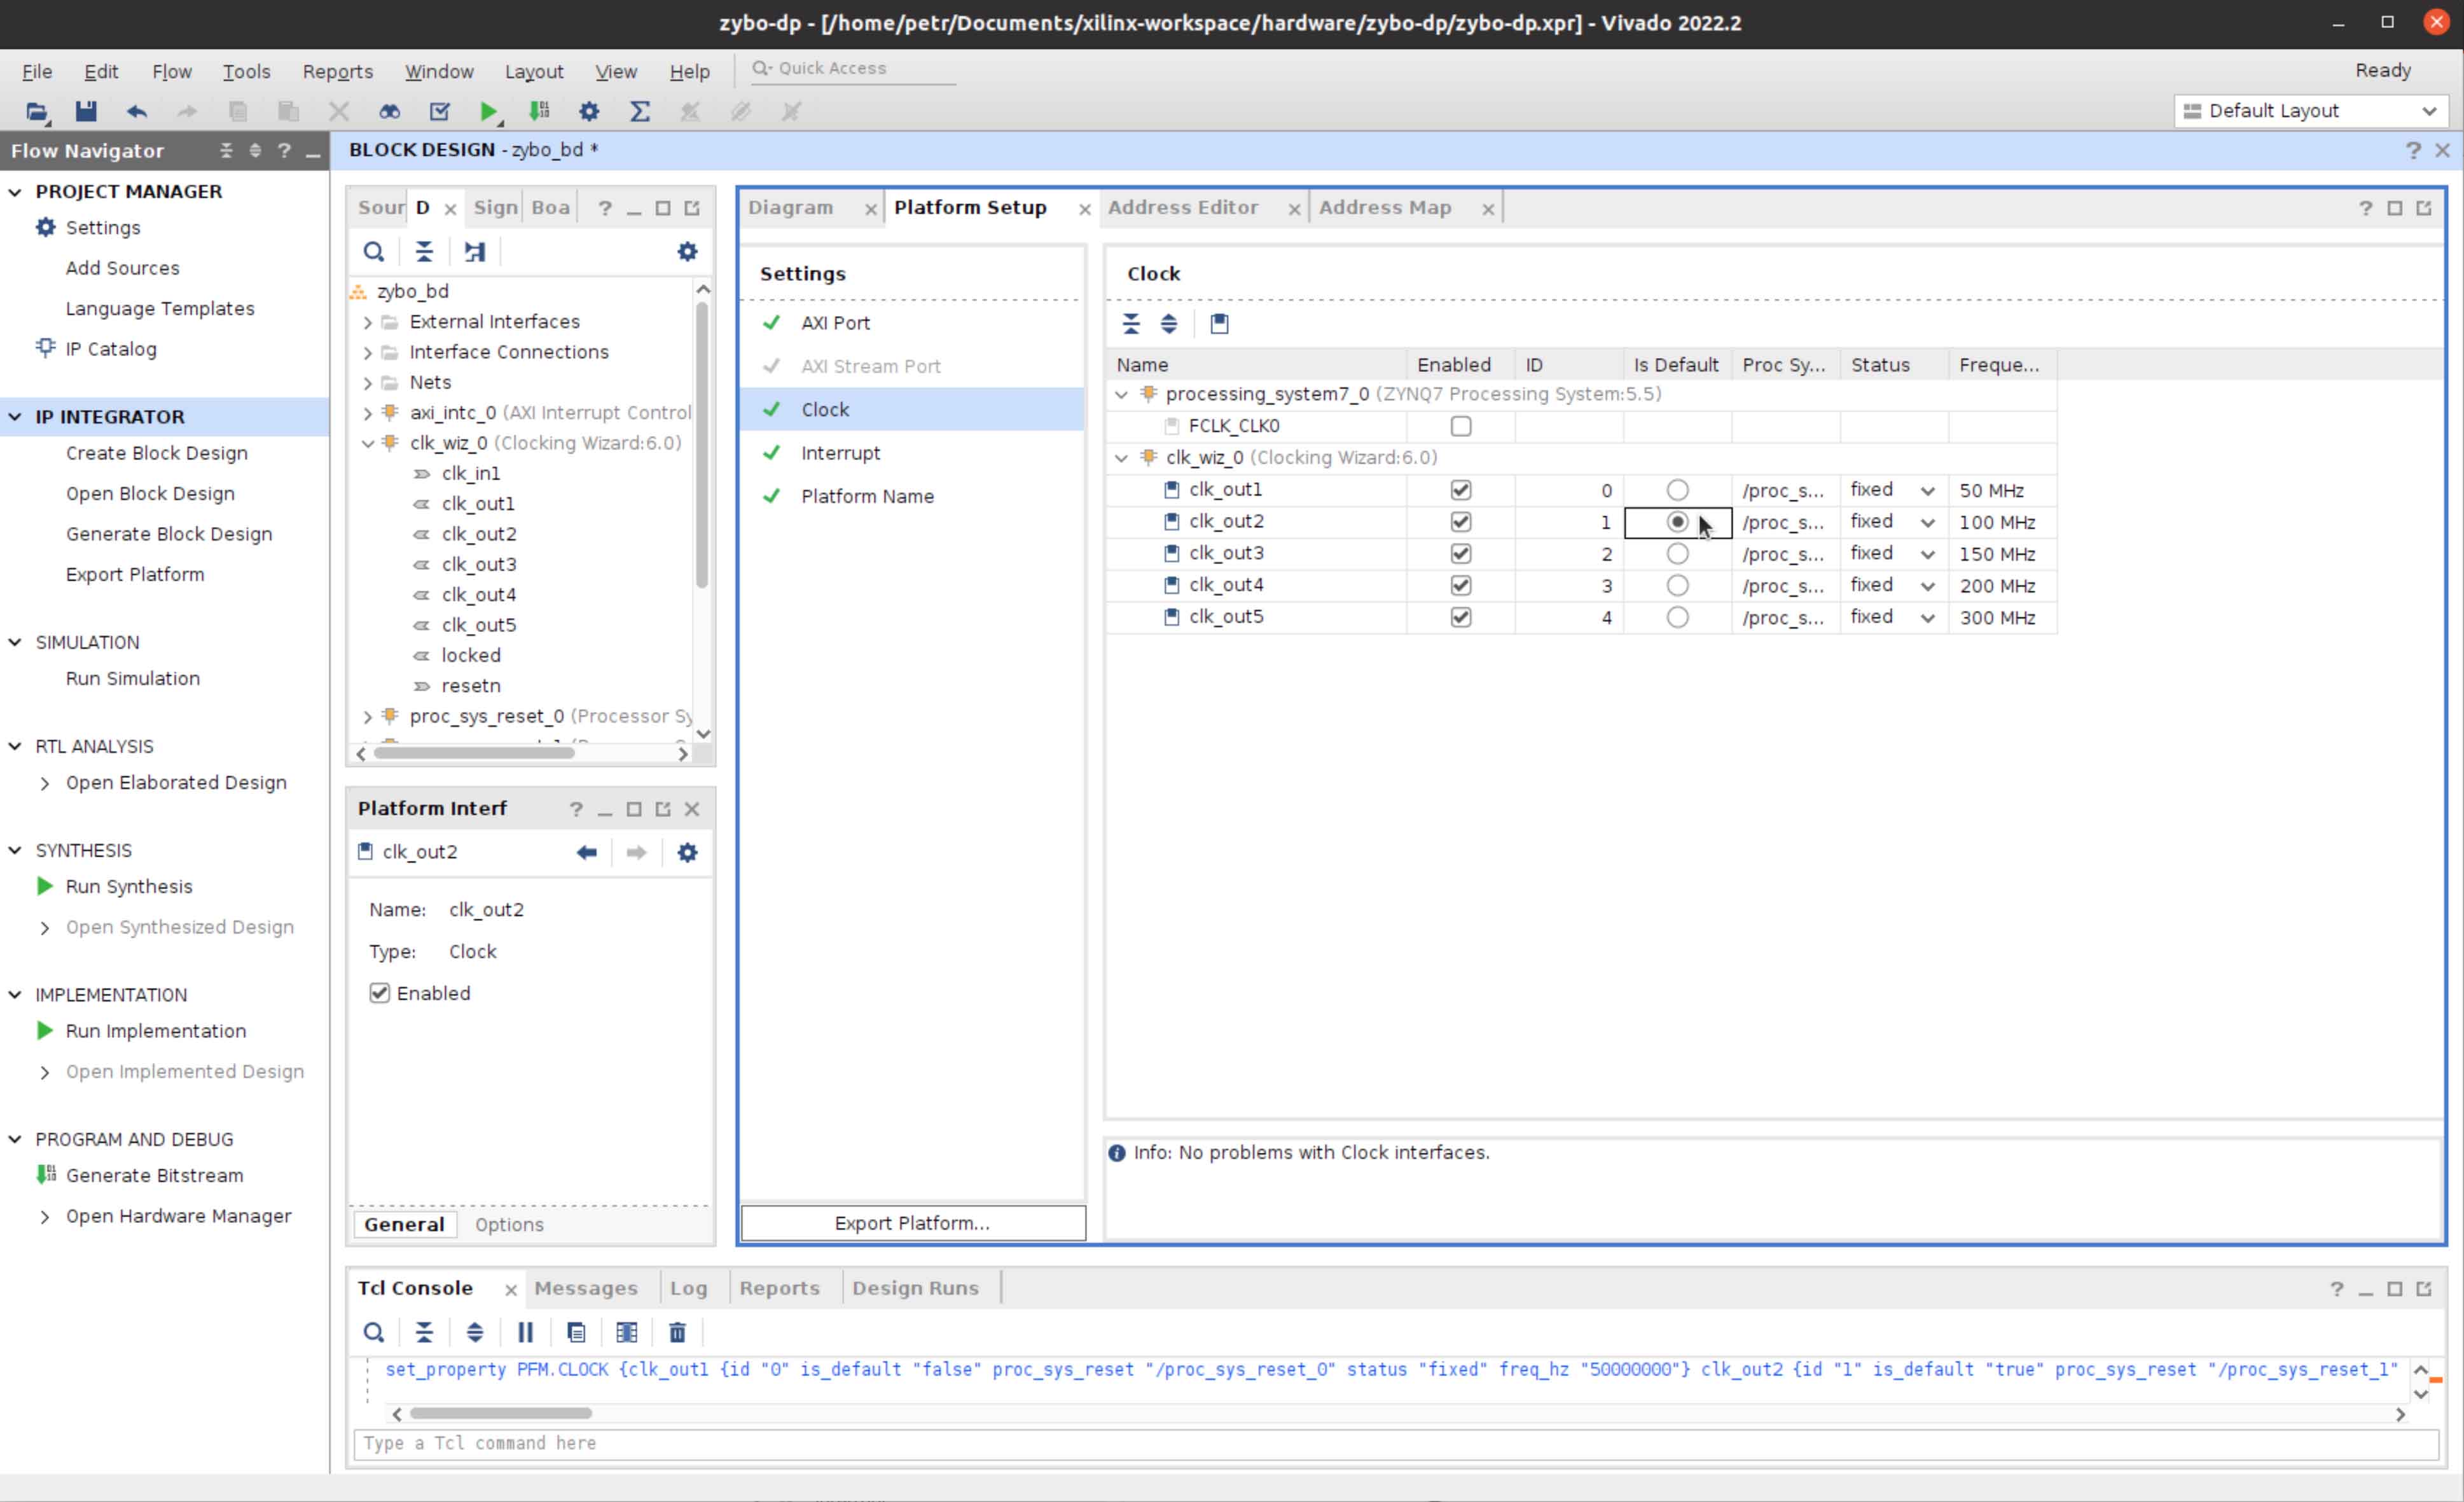 zybo-dp - [/home/petr/Documents/xilinx-workspace/hardware/zybo-dp/zybo-dp.xpr] - Vivado 2022.2
File Edit Flow Tools Reports Window Layout View Help Quick Access Ready
Default Layout
Flow Navigator
PROJECT MANAGER
Settings
Add Sources
Language Templates
IP Catalog
IP INTEGRATOR
Create Block Design
Open Block Design
Generate Block Design
Export Platform
SIMULATION
Run Simulation
RTL ANALYSIS
Open Elaborated Design
SYNTHESIS
Run Synthesis
Open Synthesized Design
IMPLEMENTATION
Run Implementation
Open Implemented Design
PROGRAM AND DEBUG
Generate Bitstream
Open Hardware Manager
BLOCK DESIGN - zybo_bd *
Sour D Sign Boa
zybo_bd
External Interfaces
Interface Connections
Nets
axi_intc_0 (AXI Interrupt Control
clk_wiz_0 (Clocking Wizard:6.0)
clk_in1
clk_out1
clk_out2
clk_out3
clk_out4
clk_out5
locked
resetn
proc_sys_reset_0 (Processor Sy
Platform Interf
clk_out2
Name: clk_out2
Type: Clock
Enabled
General Options
Diagram Platform Setup Address Editor Address Map
Settings
AXI Port
AXI Stream Port
Clock
Interrupt
Platform Name
Export Platform...
Clock
Name Enabled ID Is Default Proc Sy... Status Freque...
processing_system7_0 (ZYNQ7 Processing System:5.5)
FCLK_CLK0
clk_wiz_0 (Clocking Wizard:6.0)
clk_out1 0 /proc_s... fixed 50 MHz
clk_out2 1 /proc_s... fixed 100 MHz
clk_out3 2 /proc_s... fixed 150 MHz
clk_out4 3 /proc_s... fixed 200 MHz
clk_out5 4 /proc_s... fixed 300 MHz
Info: No problems with Clock interfaces.
Tcl Console Messages Log Reports Design Runs
set_property PFM.CLOCK {clk_out1 {id "0" is_default "false" proc_sys_reset "/proc_sys_reset_0" status "fixed" freq_hz "50000000"} clk_out2 {id "1" is_default "true" proc_sys_reset "/proc_sys_reset_1"
Type a Tcl command here